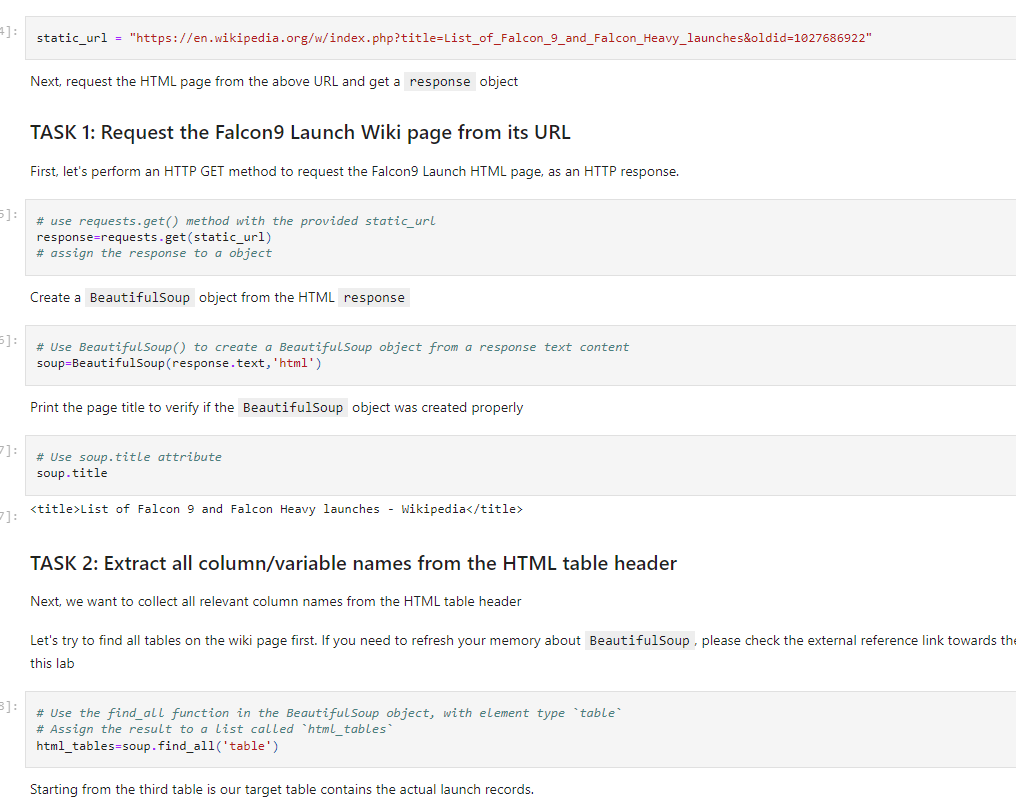 4]:
static_url = "https://en.wikipedia.org/w/index.php?title=List_of_Falcon_9_and_Falcon_Heavy_launches&oldid=1027686922"
Next, request the HTML page from the above URL and get a response object
TASK 1: Request the Falcon9 Launch Wiki page from its URL
First, let's perform an HTTP GET method to request the Falcon9 Launch HTML page, as an HTTP response.
5]:
# use requests.get() method with the provided static_url
response=requests.get(static_url)
# assign the response to a object
Create a BeautifulSoup object from the HTML response
6]:
# Use BeautifulSoup() to create a BeautifulSoup object from a response text content
soup=BeautifulSoup(response.text,'html')
Print the page title to verify if the BeautifulSoup object was created properly
7]:
# Use soup.title attribute
soup.title
7]:
<title>List of Falcon 9 and Falcon Heavy launches - Wikipedia</title>
TASK 2: Extract all column/variable names from the HTML table header
Next, we want to collect all relevant column names from the HTML table header
Let's try to find all tables on the wiki page first. If you need to refresh your memory about BeautifulSoup, please check the external reference link towards the
this lab
8]:
# Use the find_all function in the BeautifulSoup object, with element type `table`
# Assign the result to a list called `html_tables`
html_tables=soup.find_all('table')
Starting from the third table is our target table contains the actual launch records.